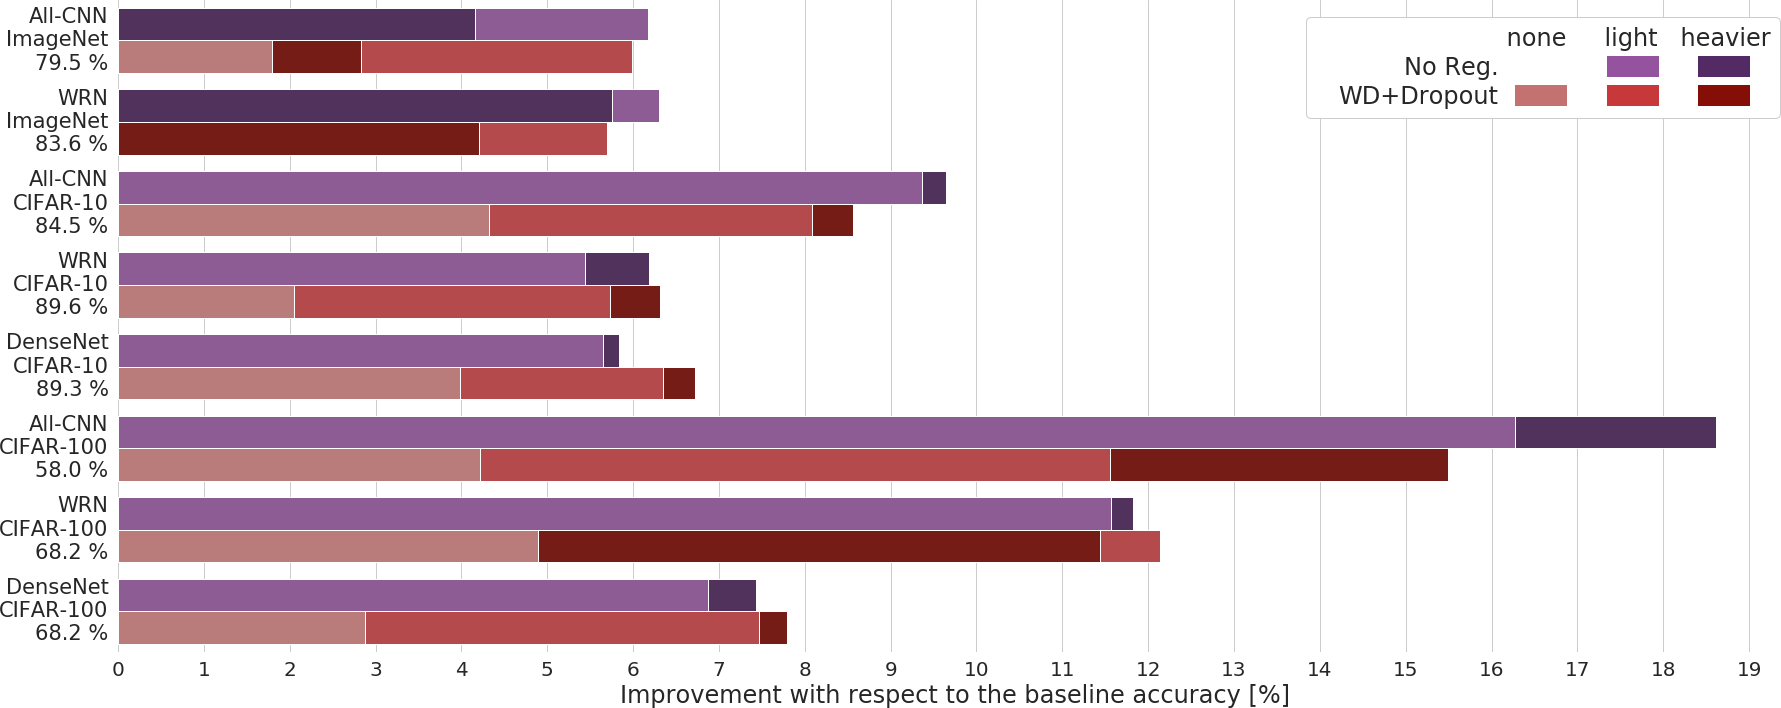 All-CNN
ImageNet
79.5 %
WRN
ImageNet
83.6 %
All-CNN
CIFAR-10
84.5 %
WRN
CIFAR-10
89.6 %
DenseNet
CIFAR-10
89.3 %
All-CNN
CIFAR-100
58.0 %
WRN
CIFAR-100
68.2 %
DenseNet
CIFAR-100
68.2 %
none light heavier
No Reg.
WD+Dropout
0 1 2 3 4 5 6 7 8 9 10 11 12 13 14 15 16 17 18 19
Improvement with respect to the baseline accuracy [%]